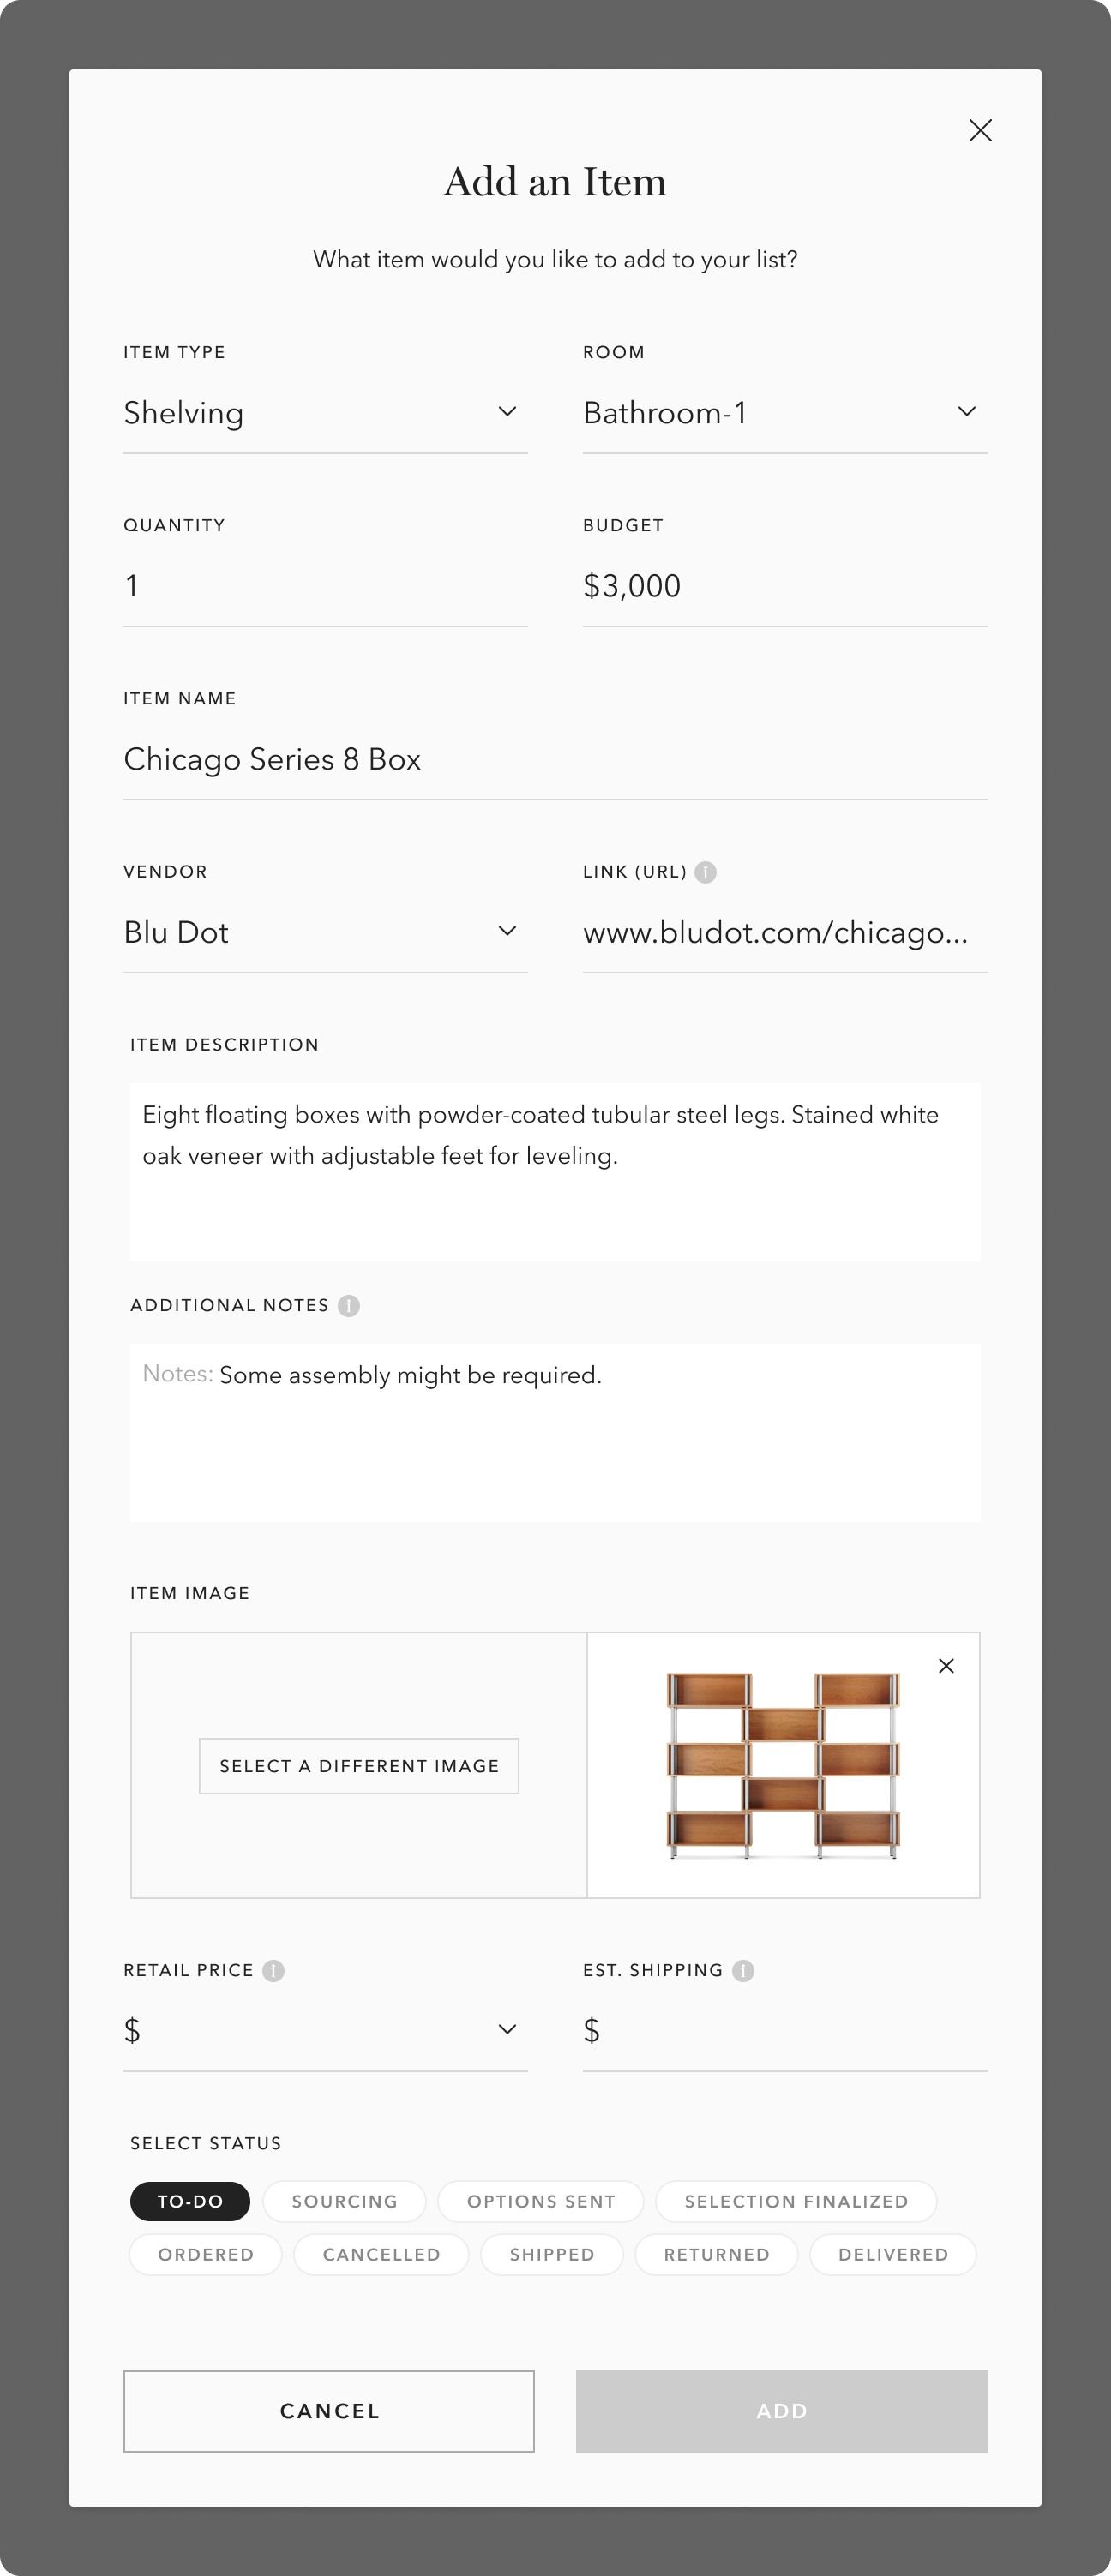 Add an Item
What item would you like to add to your list?
ITEM TYPE
ROOM
Shelving
Bathroom-1
QUANTITY
BUDGET
1
$3,000
ITEM NAME
Chicago Series 8 Box
VENDOR
LINK (URL) i
Blu Dot
www.bludot.com/chicago...
ITEM DESCRIPTION
Eight floating boxes with powder-coated tubular steel legs. Stained white
oak veneer with adjustable feet for leveling.
ADDITIONAL NOTES i
Notes: Some assembly might be required.
ITEM IMAGE
SELECT A DIFFERENT IMAGE
RETAIL PRICE i
EST. SHIPPING i
$
$
SELECT STATUS
TO-DO SOURCING OPTIONS SENT SELECTION FINALIZED
ORDERED CANCELLED SHIPPED RETURNED DELIVERED
CANCEL
ADD